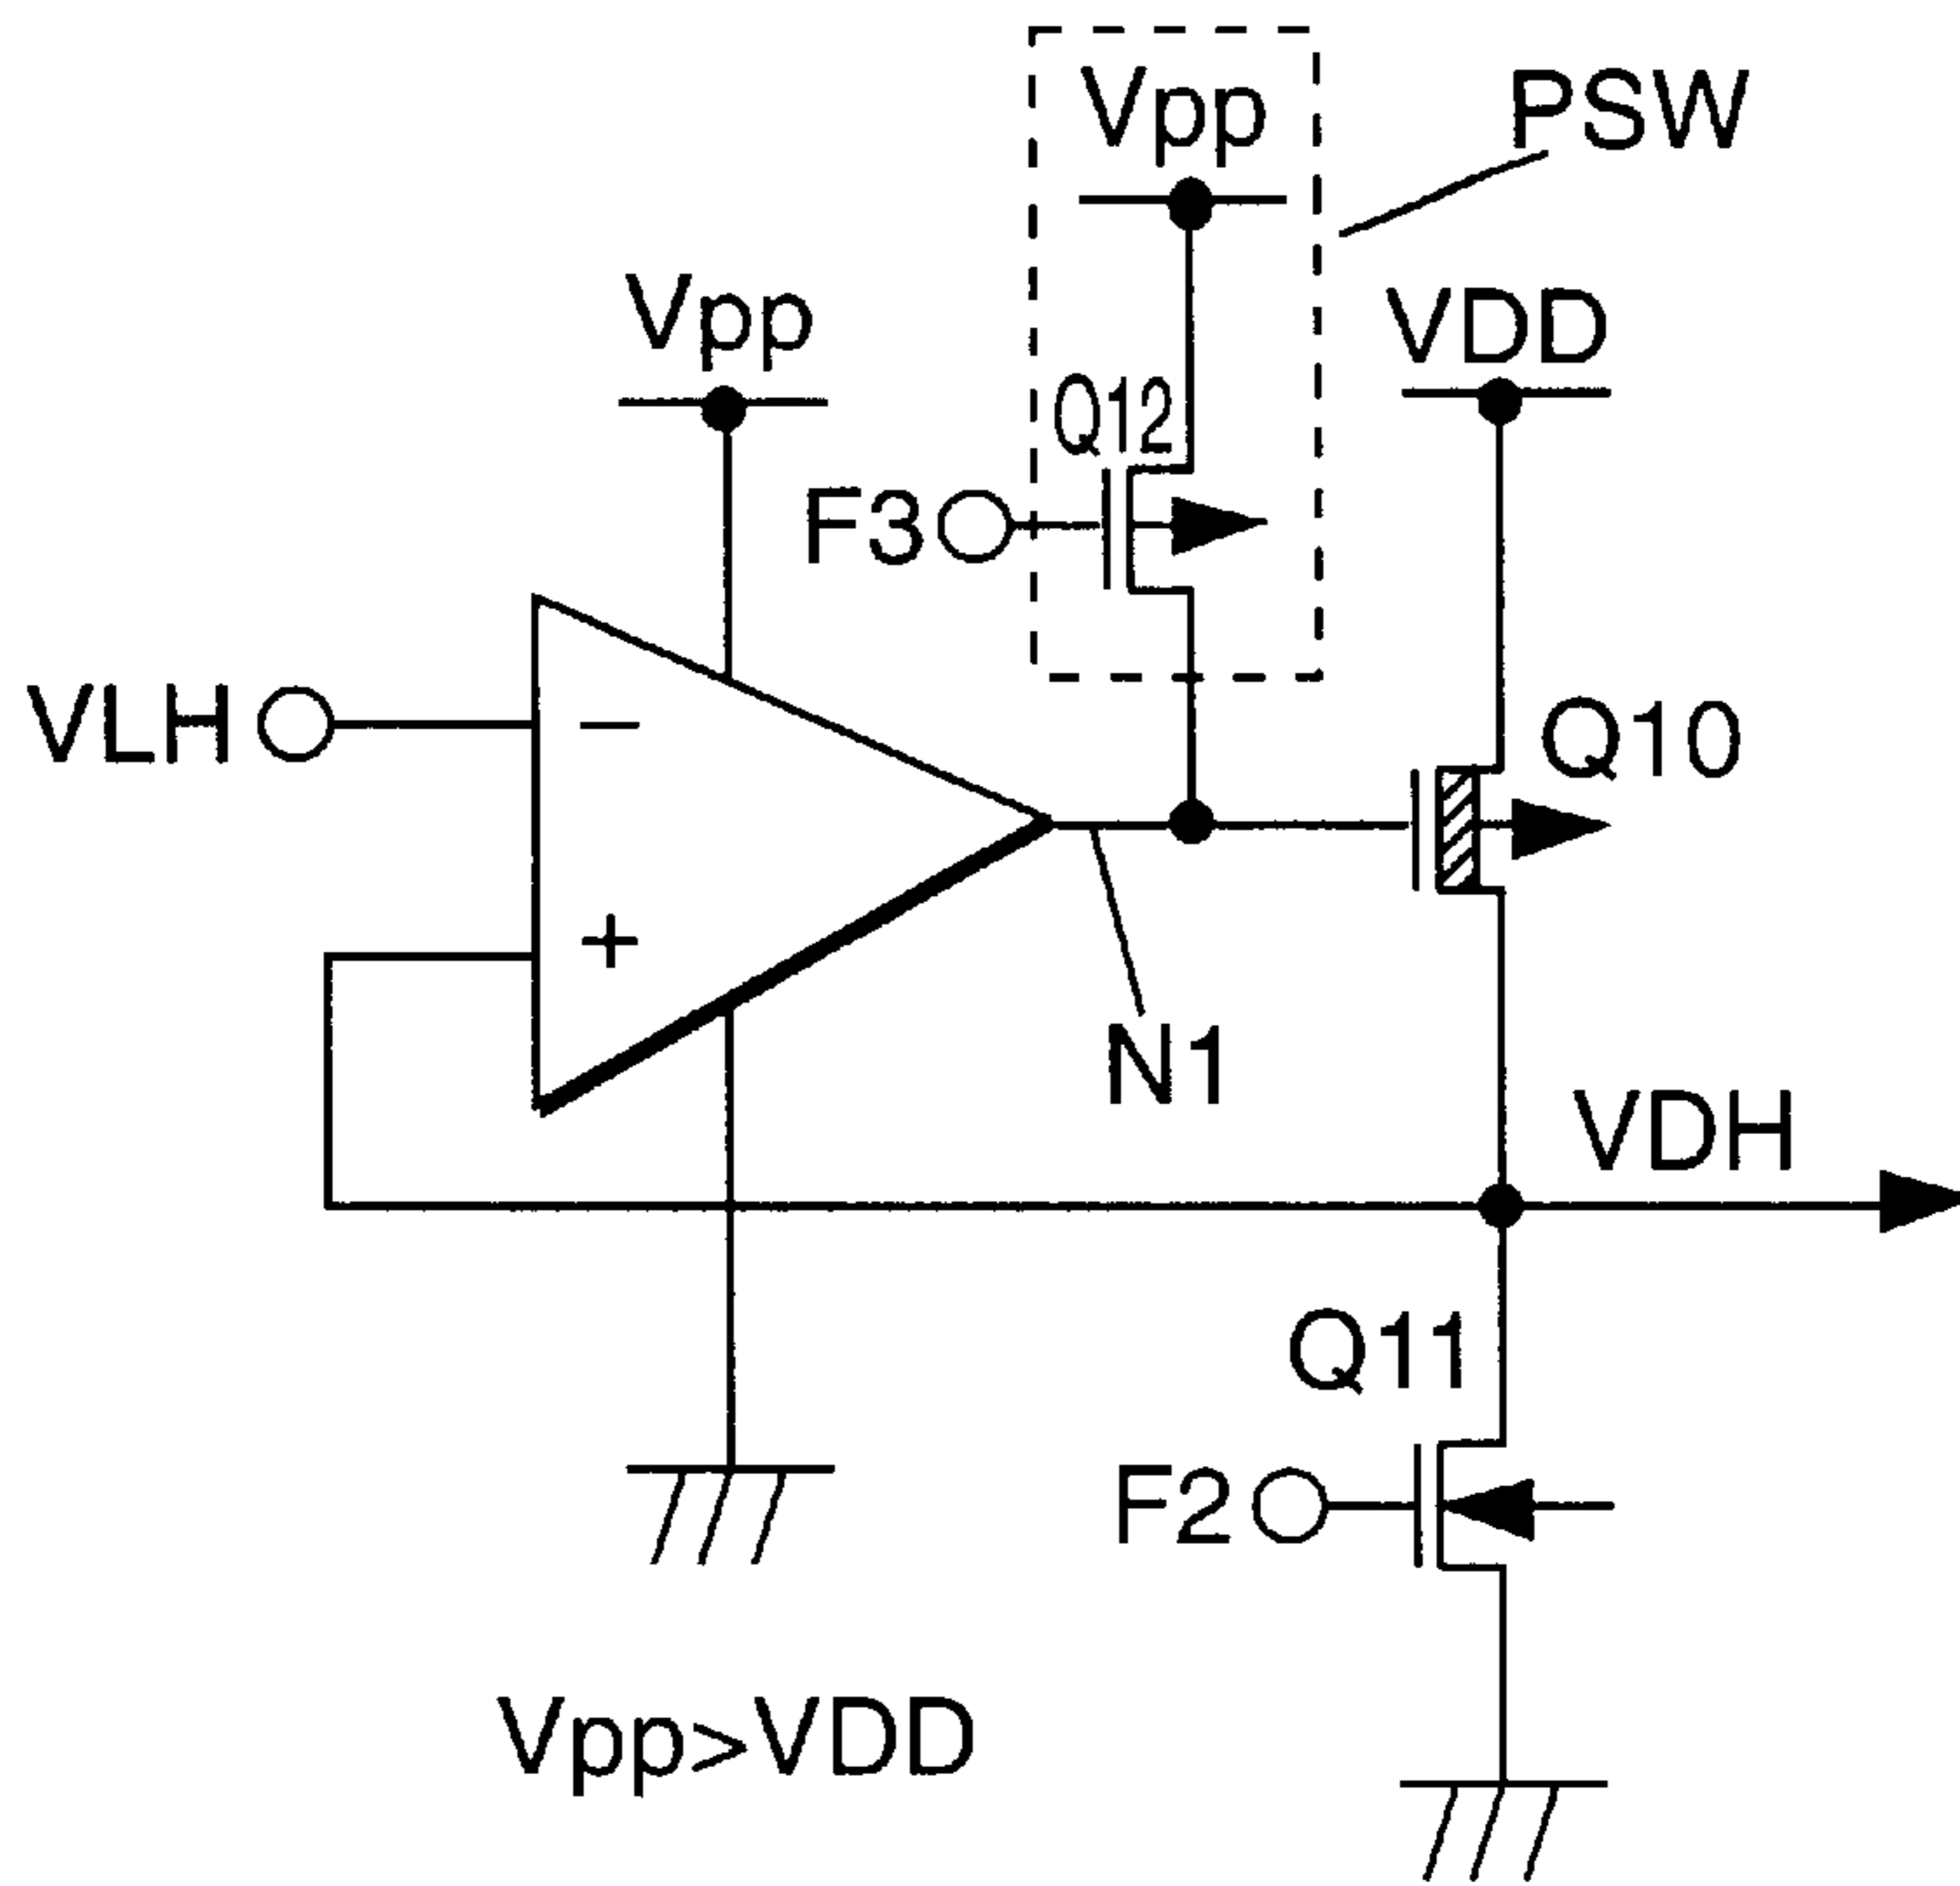 Vpp
PSW
Vpp
VDD
Q12
F3
VLH
−
Q10
+
N1
VDH
Q11
F2
Vpp>VDD